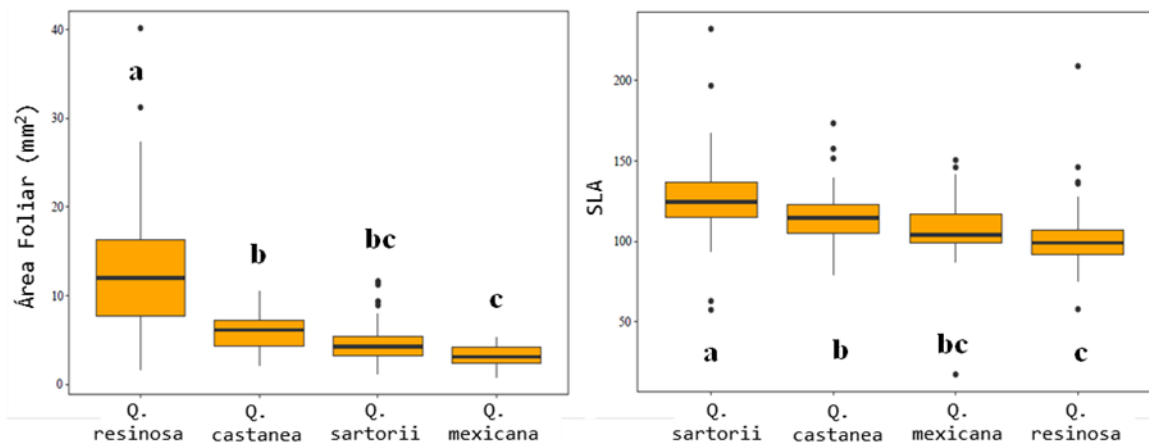 Área Foliar (mm²)
40
30
20
10
0
a
b
bc
c
Q. resinosa
Q. castanea
Q. sartorii
Q. mexicana
SLA
200
150
100
50
a
b
bc
c
Q. sartorii
Q. castanea
Q. mexicana
Q. resinosa